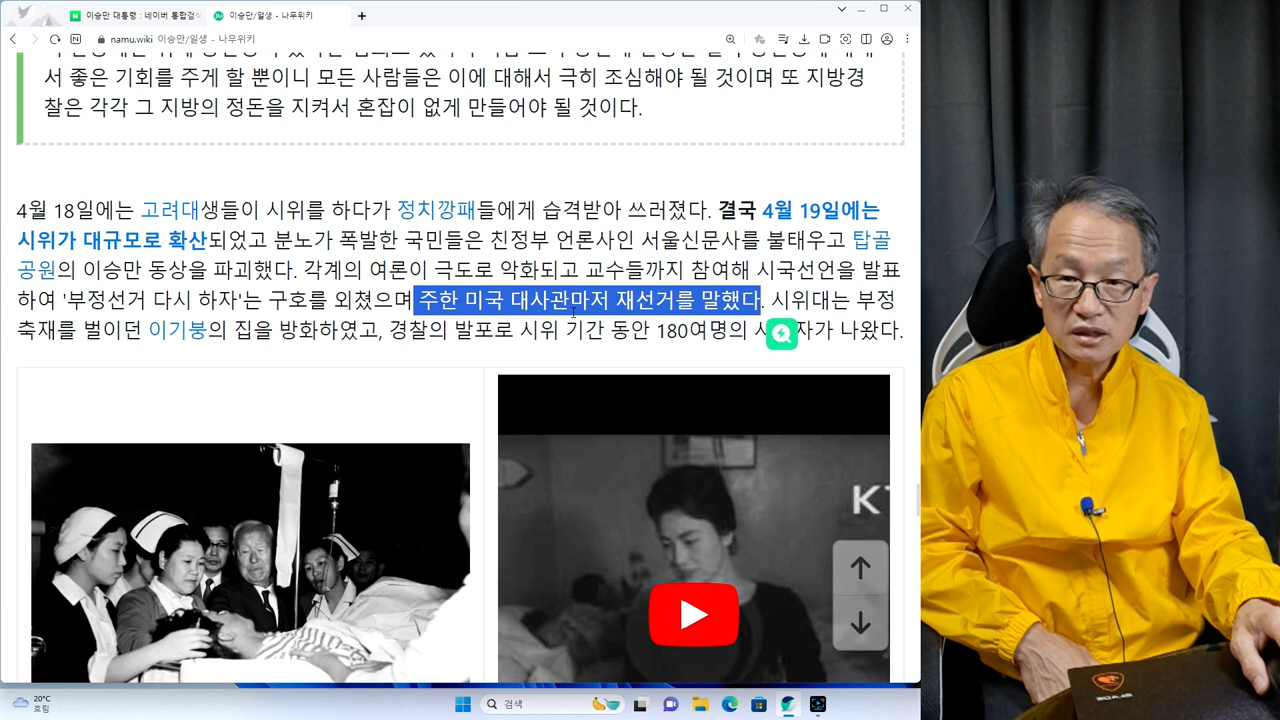 이승만 대통령 : 네이버 통합검색
이승만/일생 - 나무위키
namu.wiki 이승만/일생 - 나무위키
서 좋은 기회를 주게 할 뿐이니 모든 사람들은 이에 대해서 극히 조심해야 될 것이며 또 지방경
찰은 각각 그 지방의 정돈을 지켜서 혼잡이 없게 만들어야 될 것이다.
4월 18일에는 고려대생들이 시위를 하다가 정치깡패들에게 습격받아 쓰러졌다. 결국 4월 19일에는
시위가 대규모로 확산되었고 분노가 폭발한 국민들은 친정부 언론사인 서울신문사를 불태우고 탑골
공원의 이승만 동상을 파괴했다. 각계의 여론이 극도로 악화되고 교수들까지 참여해 시국선언을 발표
하여 '부정선거 다시 하자'는 구호를 외쳤으며 주한 미국 대사관마저 재선거를 말했다. 시위대는 부정
축재를 벌이던 이기붕의 집을 방화하였고, 경찰의 발포로 시위 기간 동안 180여명의 자가 나왔다.
K
20°C
흐림
검색